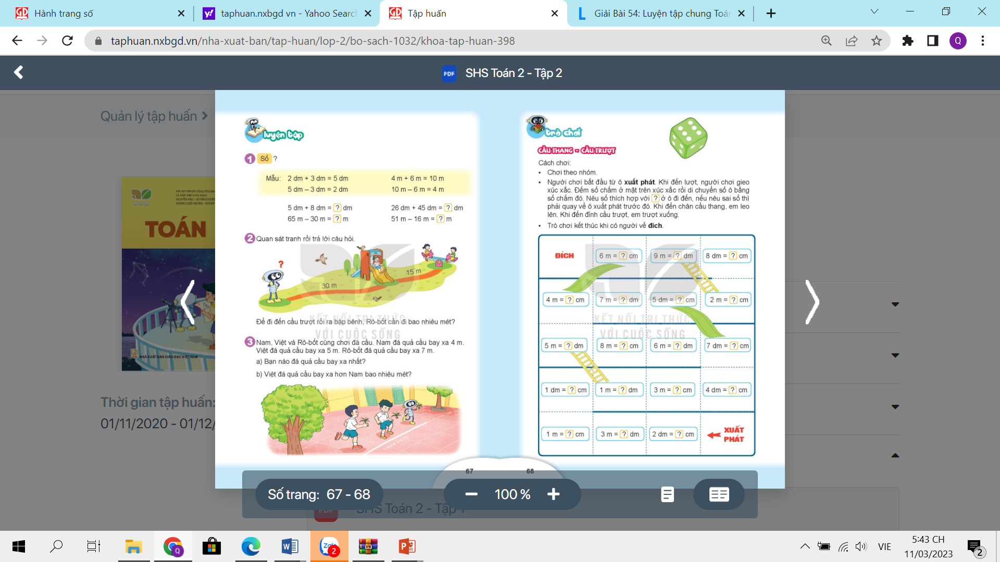 Hành trang số
taphuan.nxbgd vn - Yahoo Search
Tập huấn
Giải Bài 54: Luyện tập chung Toán
taphuan.nxbgd.vn/nha-xuat-ban/tap-huan/lop-2/bo-sach-1032/khoa-tap-huan-398
Q
PDF SHS Toán 2 - Tập 2
Quản lý tập huấn
TOÁN
NHÀ XUẤT BẢN GIÁO DỤC VIỆT NAM
Thời gian tập huấn:
01/11/2020 - 01/12/
luyện tập
1 Số ?
Mẫu: 2 dm + 3 dm = 5 dm 4 m + 6 m = 10 m
5 dm – 3 dm = 2 dm 10 m – 6 m = 4 m
5 dm + 8 dm = ? dm 26 dm + 45 dm = ? dm
65 m – 30 m = ? m 51 m – 16 m = ? m
2 Quan sát tranh rồi trả lời câu hỏi.
?
15 m
30 m
Để đi đến cầu trượt rồi ra bập bênh, Rô-bốt cần đi bao nhiêu mét?
KẾT NỐI TRI THỨC
VỚI CUỘC SỐNG
3 Nam, Việt và Rô-bốt cùng chơi đá cầu. Nam đá quả cầu bay xa 4 m.
Việt đá quả cầu bay xa 5 m. Rô-bốt đá quả cầu bay xa 7 m.
a) Bạn nào đá quả cầu bay xa nhất?
b) Việt đá quả cầu bay xa hơn Nam bao nhiêu mét?
XUẤT PHÁT
67
trò chơi
CẦU THANG - CẦU TRƯỢT
Cách chơi:
• Chơi theo nhóm.
• Người chơi bắt đầu từ ô xuất phát. Khi đến lượt, người chơi gieo
xúc xắc. Đếm số chấm ở mặt trên xúc xắc rồi di chuyển số ô bằng
số chấm đó. Nêu số thích hợp với ? ở ô đi đến, nếu nêu sai số thì
phải quay về ô xuất phát trước đó. Khi đến chân cầu thang, em leo
lên. Khi đến đỉnh cầu trượt, em trượt xuống.
• Trò chơi kết thúc khi có người về đích.
ĐÍCH 6 m = ? cm 9 m = ? dm 8 dm = ? cm
4 m = ? cm 7 m = ? dm 5 dm = ? cm 2 m = ? cm
KẾT NỐI TRI THỨC
VỚI CUỘC SỐNG
5 m = ? dm 8 m = ? cm 6 m = ? dm 7 dm = ? cm
1 dm = ? cm 1 m = ? dm 3 m = ? cm 4 dm = ? cm
1 m = ? cm 3 m = ? dm 2 dm = ? cm XUẤT
PHÁT
68
Số trang: 67 - 68
100 %
PDF SHS Toán 2 - Tập 1
Q
Zalo
2
VIE
5:43 CH
11/03/2023
2